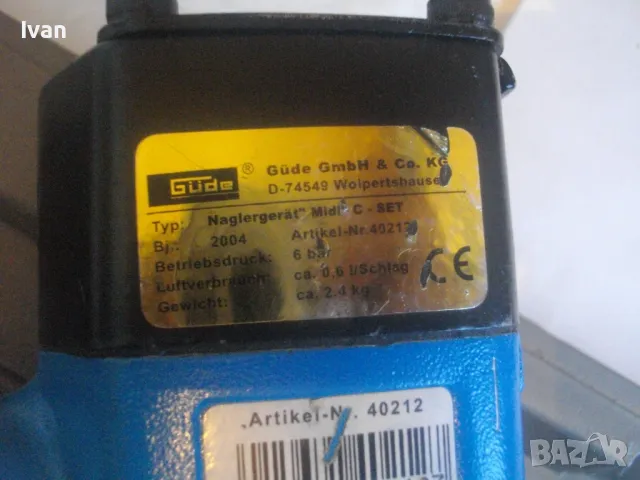 Ivan
Güde ® Güde GmbH & Co. KG
D-74549 Wolpertshausen
Typ: Naglergerät" Midi C - SET
Bj.: 2004 Artikel-Nr. 40212
Betriebsdruck: 6 bar
Luftverbrauch: ca. 0,6 l/Schlag
Gewicht: ca. 2.4 kg
CE
Artikel-Nr. 40212
BAZAR